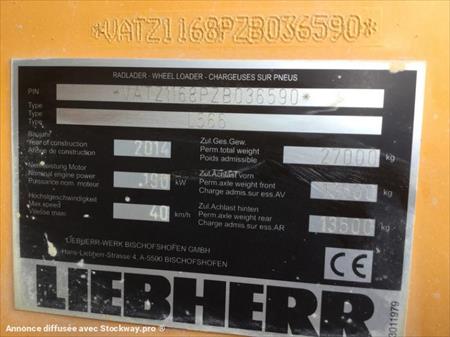 *VATZ1168PZB036590*
RADLADER - WHEEL LOADER - CHARGEUSES SUR PNEUS
PIN *VATZ1168PZB036590*
Type
Type
Type
Baujahr
Year of construction 2014
Année de construction
Nennleistung Motor
Nominal engine power kW
Puissance nom. moteur
Höchstgeschwindigkeit
Max speed 40 km/h
Vitesse maxi
Zul.Ges.Gew.
Perm.total weight 27000 kg
Poids admissible
Zul.Achslast vorn
Perm.axle weight front kg
Charge admis.sur ess.AV
Zul.Achslast hinten
Perm.axle weight rear 13500 kg
Charge admis sur ess.AR
LIEBHERR-WERK BISCHOFSHOFEN GMBH
Hans-Liebherr-Strasse 4, A-5500 BISCHOFSHOFEN
CE
LIEBHERR
8011979
Annonce diffusée avec Stockway.pro ®